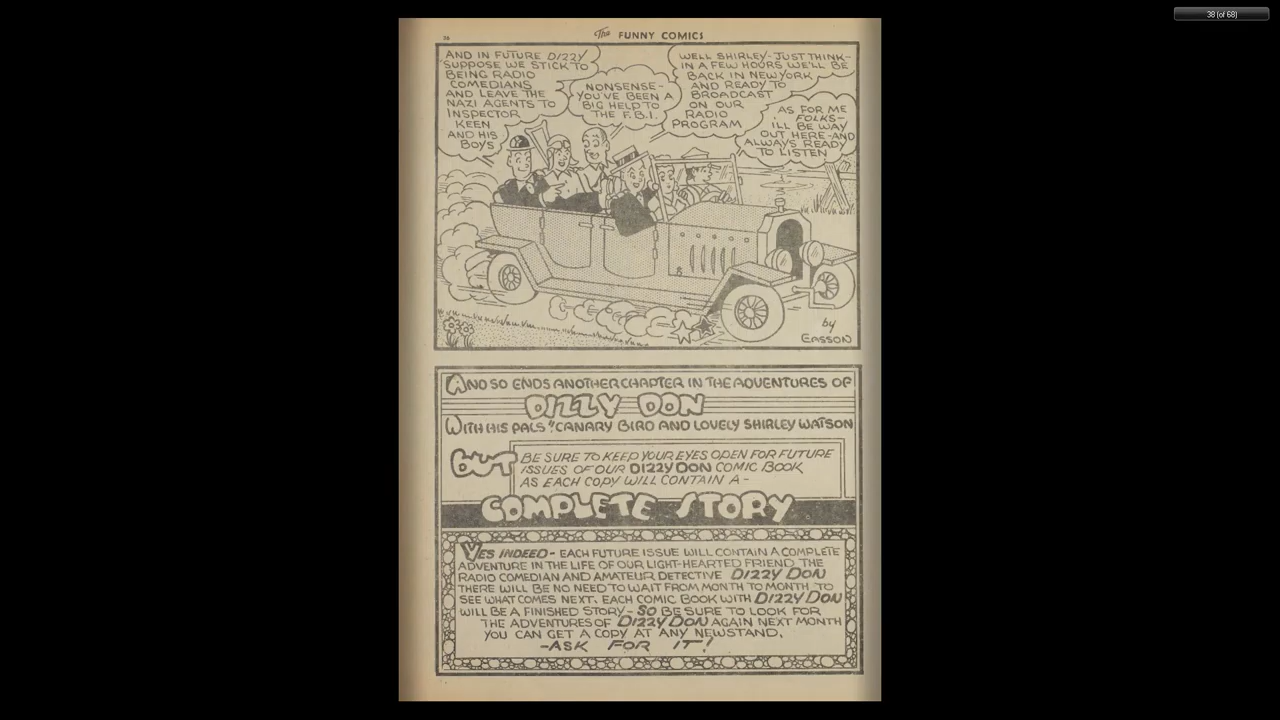 38 (of 68)
36
The FUNNY COMICS
AND IN FUTURE DIZZY
SUPPOSE WE STICK TO
BEING RADIO
COMEDIANS
AND LEAVE THE
NAZI AGENTS TO
INSPECTOR
KEEN
AND HIS
BOYS
NONSENSE-
YOU'VE BEEN A
BIG HELP TO
THE F.B.I.
WELL SHIRLEY-JUST THINK-
IN A FEW HOURS WE'LL BE
BACK IN NEW YORK
AND READY TO
BROADCAST
ON OUR
RADIO
PROGRAM
AS FOR ME
FOLKS-
ILL BE WAY
OUT HERE-AND
ALWAYS READY
TO LISTEN
by
EASSON
AND SO ENDS ANOTHER CHAPTER IN THE ADVENTURES OF
DIZZY DON
WITH HIS PALS "CANARY BIRD AND LOVELY SHIRLEY WATSON
BUT
BE SURE TO KEEP YOUR EYES OPEN FOR FUTURE
ISSUES OF OUR DIZZY DON COMIC BOOK
AS EACH COPY WILL CONTAIN A-
COMPLETE STORY
YES INDEED- EACH FUTURE ISSUE WILL CONTAIN A COMPLETE
ADVENTURE IN THE LIFE OF OUR LIGHT-HEARTED FRIEND THE
RADIO COMEDIAN AND AMATEUR DETECTIVE DIZZY DON
THERE WILL BE NO NEED TO WAIT FROM MONTH TO MONTH TO
SEE WHAT COMES NEXT. EACH COMIC BOOK WITH DIZZY DON
WILL BE A FINISHED STORY- SO BE SURE TO LOOK FOR
THE ADVENTURES OF DIZZY DON AGAIN NEXT MONTH
YOU CAN GET A COPY AT ANY NEWSTAND,
-ASK FOR IT!